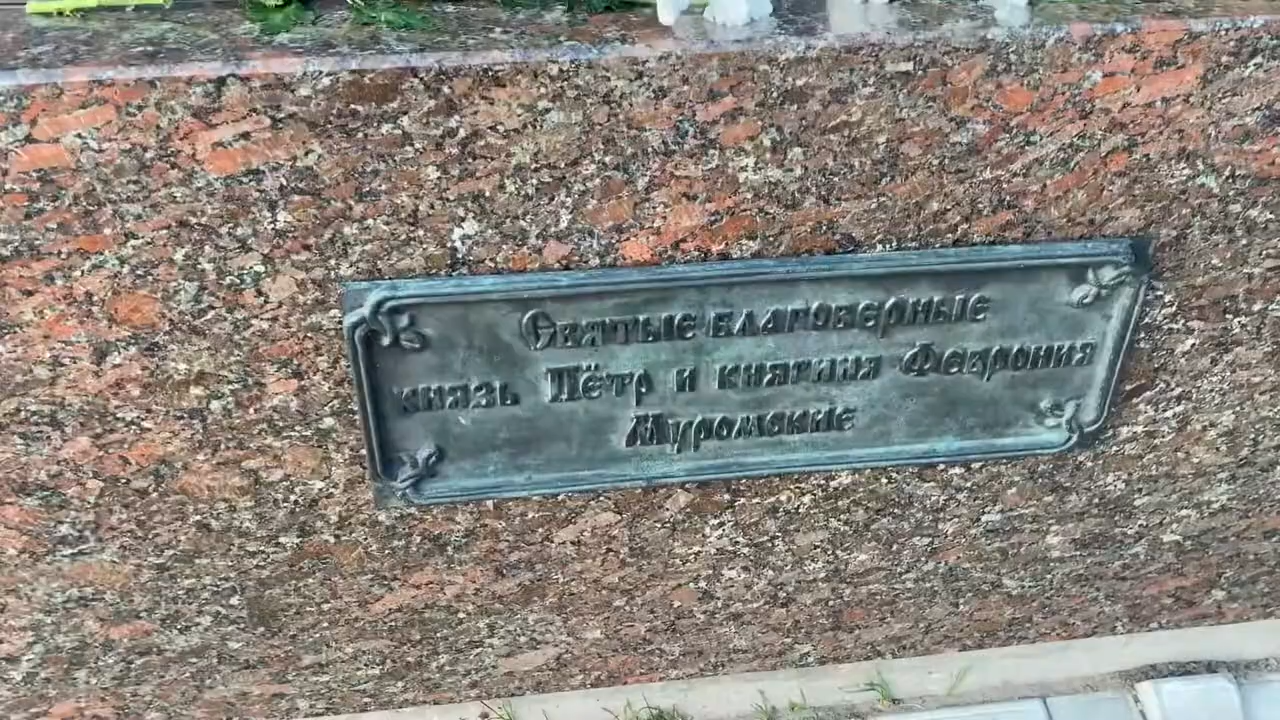 Святые благоверные
князь Пётр и княгиня Феврония
Муромские